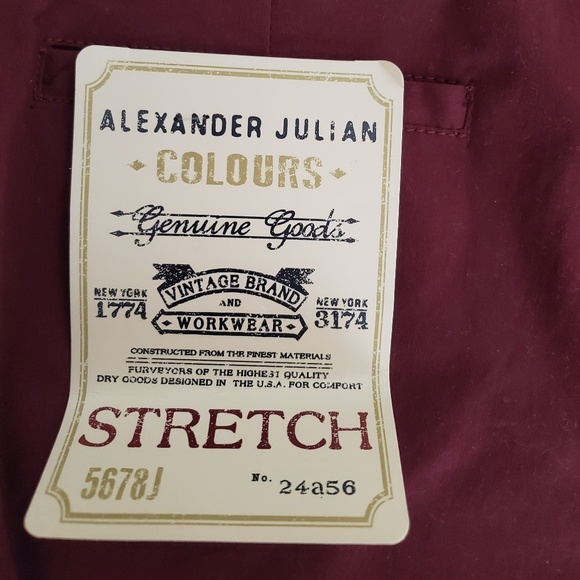 ALEXANDER JULIAN
COLOURS
Genuine Goods
VINTAGE BRAND
AND
WORKWEAR
NEW YORK
1774
NEW YORK
3174
CONSTRUCTED FROM THE FINEST MATERIALS
PURVEYORS OF THE HIGHEST QUALITY
DRY GOODS DESIGNED IN THE U.S.A. FOR COMFORT
STRETCH
5678J
No. 24a56